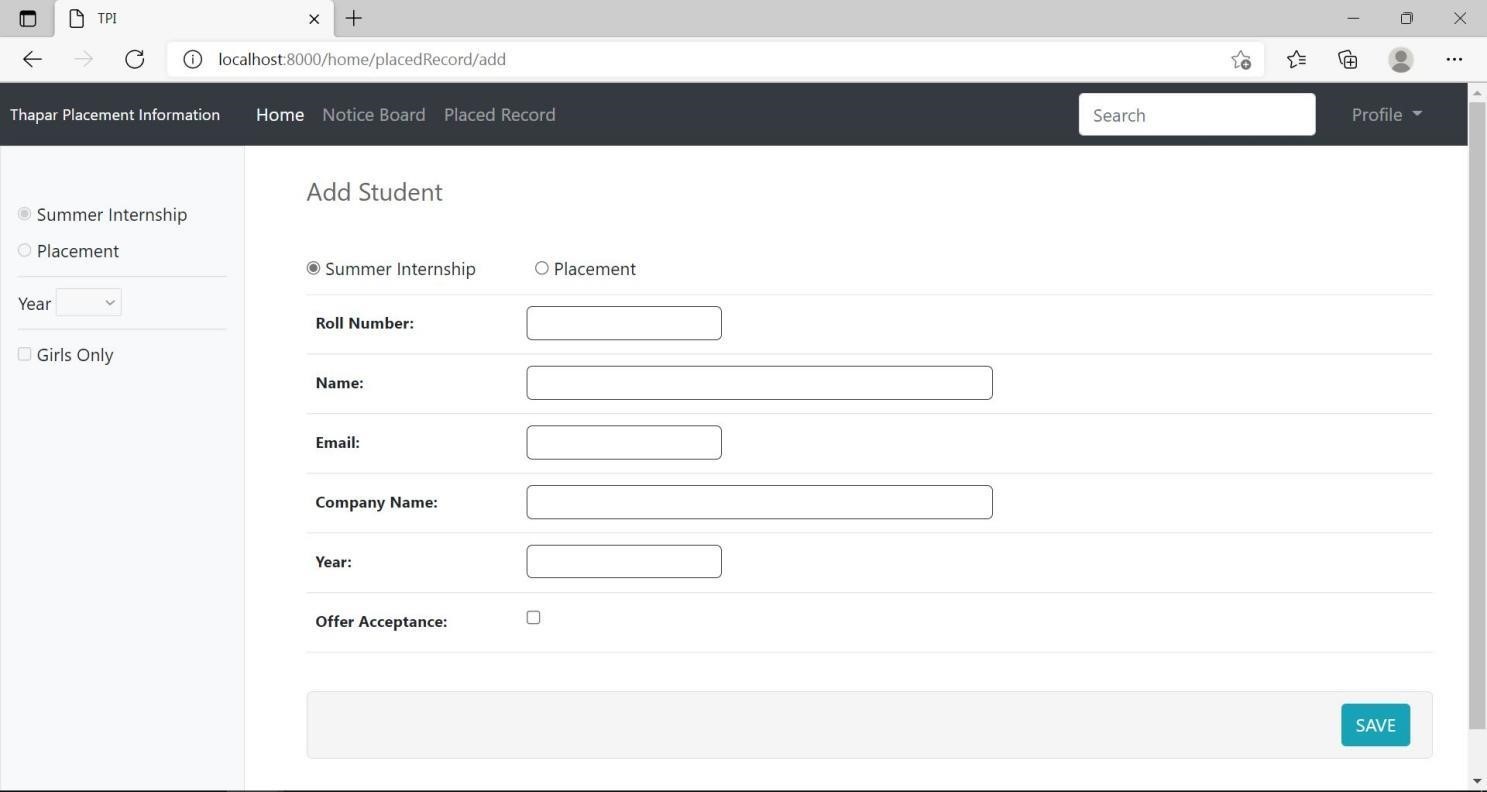 TPI
localhost:8000/home/placedRecord/add
Thapar Placement Information Home Notice Board Placed Record Search Profile
Summer Internship
Placement
Year
Girls Only
Add Student
Summer Internship Placement
Roll Number:
Name:
Email:
Company Name:
Year:
Offer Acceptance:
SAVE